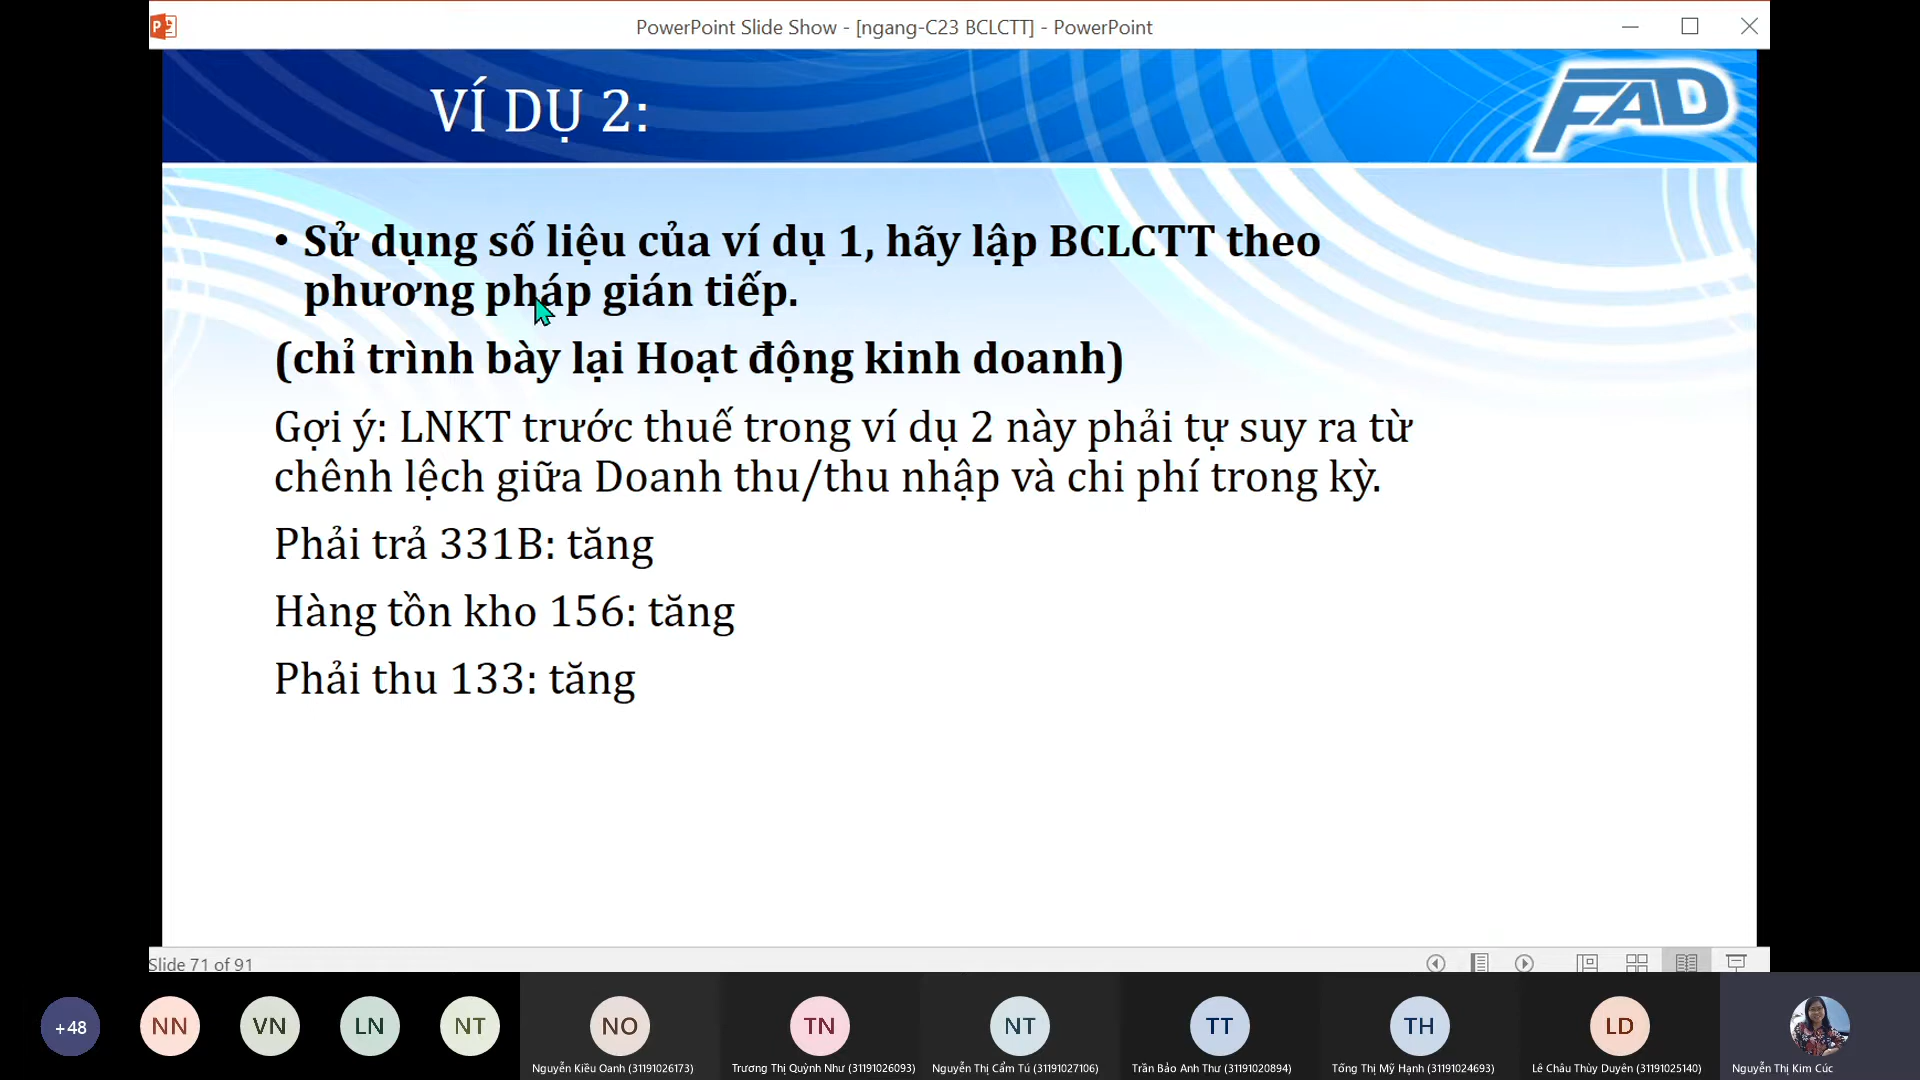 PowerPoint Slide Show - [ngang-C23 BCLCTT] - PowerPoint
VÍ DỤ 2:
FAD
• Sử dụng số liệu của ví dụ 1, hãy lập BCLCTT theo
phương pháp gián tiếp.
(chỉ trình bày lại Hoạt động kinh doanh)
Gợi ý: LNKT trước thuế trong ví dụ 2 này phải tự suy ra từ
chênh lệch giữa Doanh thu/thu nhập và chi phí trong kỳ.
Phải trả 331B: tăng
Hàng tồn kho 156: tăng
Phải thu 133: tăng
Slide 71 of 91
+48 NN VN LN NT NO TN NT TT TH LD
Nguyễn Kiều Oanh (31191026173) Trương Thị Quỳnh Như (31191026093) Nguyễn Thị Cẩm Tú (31191027106) Trần Bảo Anh Thư (31191020894) Tống Thị Mỹ Hạnh (31191024693) Lê Châu Thùy Duyên (31191025140) Nguyễn Thị Kim Cúc